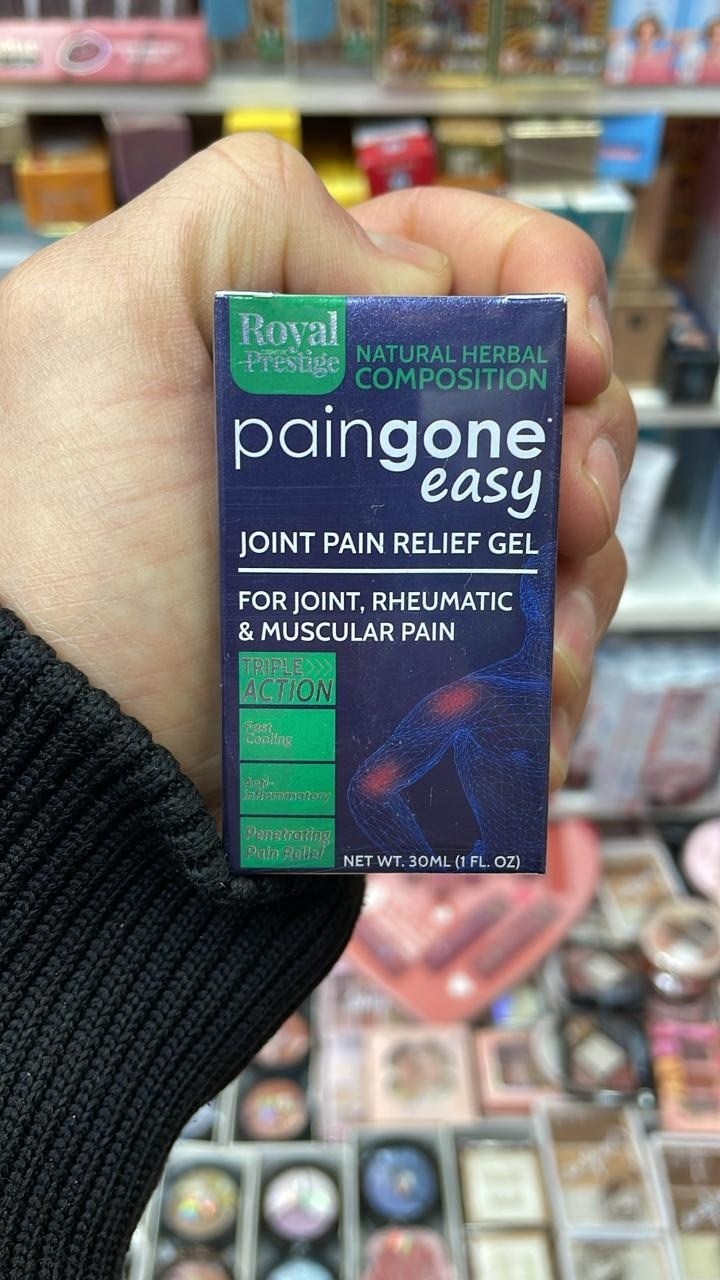 Royal
Prestige
NATURAL HERBAL
COMPOSITION
paingone
easy
JOINT PAIN RELIEF GEL
FOR JOINT, RHEUMATIC
& MUSCULAR PAIN
TRIPLE >>>
ACTION
Fast
Cooling
Anti-
inflammatory
Penetrating
Pain Relief
NET WT. 30ML (1 FL. OZ)